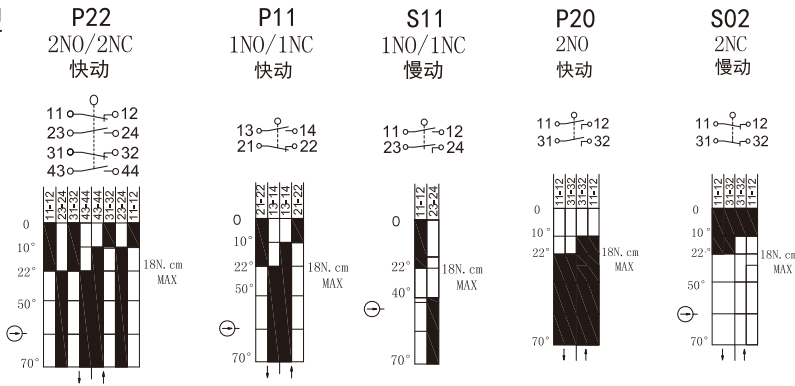 P22
2NO/2NC
快动
11 12
23 24
31 32
43 44
11-12 23-24 31-32 43-44 43-44 31-32 23-24 11-12
0
10°
22°
50°
70°
18N.cm
MAX
P11
1NO/1NC
快动
13 14
21 22
21-22 13-14 13-14 21-22
0
10°
22°
50°
70°
18N.cm
MAX
S11
1NO/1NC
慢动
11 12
23 24
11-12 23-24
0
22°
40°
70°
18N.cm
MAX
P20
2NO
快动
11 12
31 32
11-12 31-32 31-32 11-12
0
10°
22°
70°
18N.cm
MAX
S02
2NC
慢动
11 12
31 32
11-12 31-32 31-32 11-12
0
10°
22°
50°
70°
18N.cm
MAX